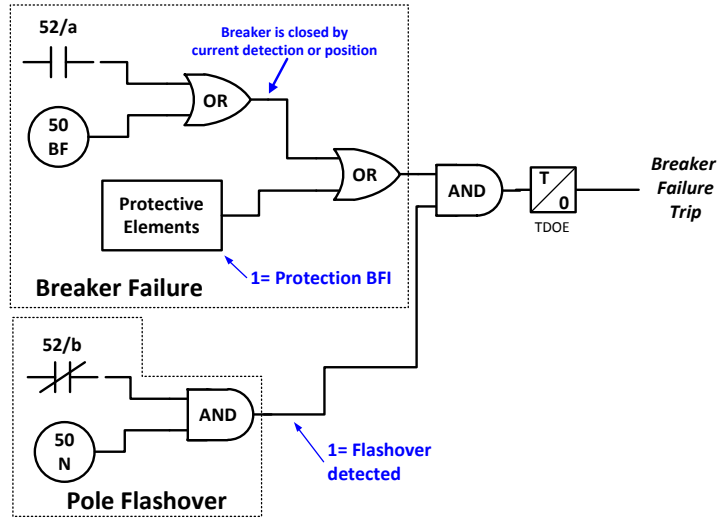 52/a
Breaker is closed by
current detection or position
50
BF
OR
OR
AND
T
0
TDOE
Breaker
Failure
Trip
Protective
Elements
1= Protection BFI
Breaker Failure
52/b
50
N
AND
1= Flashover
detected
Pole Flashover